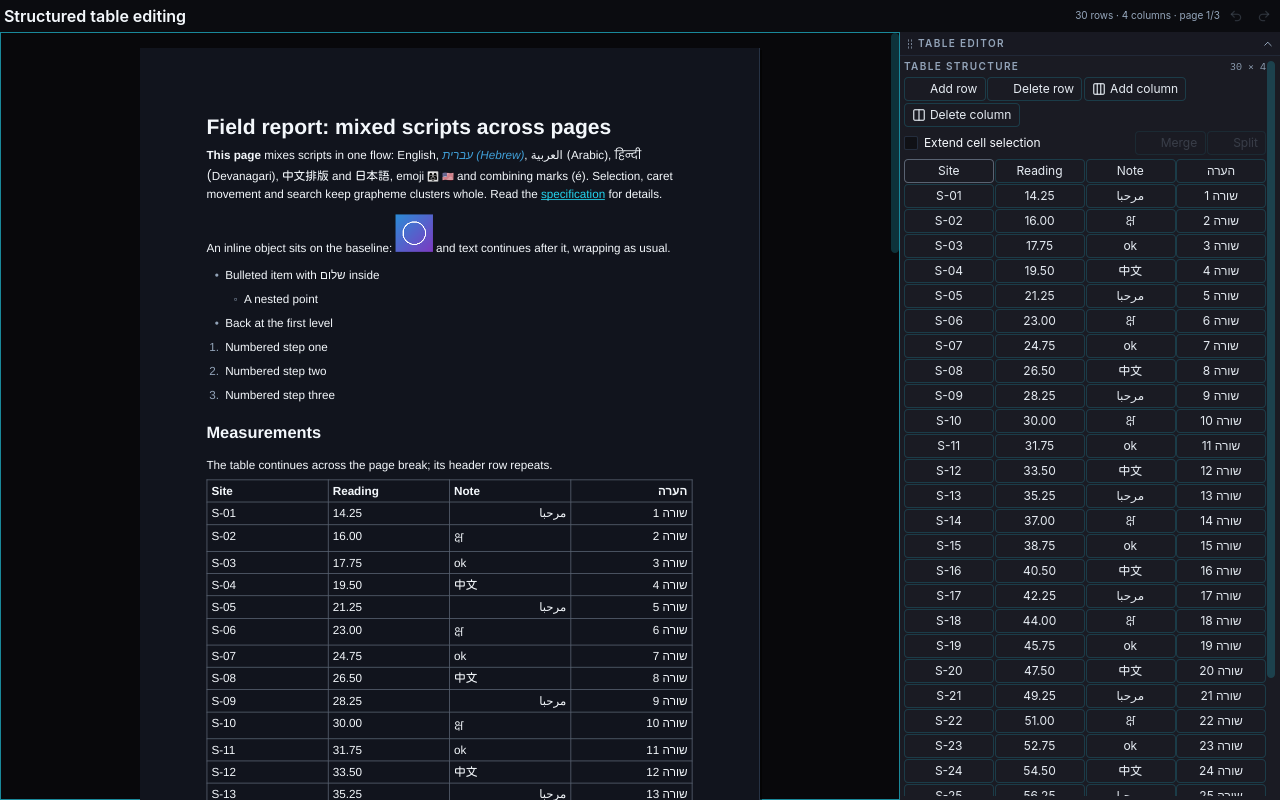 Structured table editing
30 rows · 4 columns · page 1/3
Field report: mixed scripts across pages
This page mixes scripts in one flow: English, עברית (Hebrew), العربية (Arabic), हिन्दी
(Devanagari), 中文排版 and 日本語, emoji 👨‍👩‍👧 🇺🇸 and combining marks (é). Selection, caret
movement and search keep grapheme clusters whole. Read the specification for details.
An inline object sits on the baseline: and text continues after it, wrapping as usual.
• Bulleted item with שלום inside
◦ A nested point
• Back at the first level
1. Numbered step one
2. Numbered step two
3. Numbered step three
Measurements
The table continues across the page break; its header row repeats.
Site Reading Note הערה
S-01 14.25 مرحبا שורה 1
S-02 16.00 क्ष שורה 2
S-03 17.75 ok שורה 3
S-04 19.50 中文 שורה 4
S-05 21.25 مرحبا שורה 5
S-06 23.00 क्ष שורה 6
S-07 24.75 ok שורה 7
S-08 26.50 中文 שורה 8
S-09 28.25 مرحبا שורה 9
S-10 30.00 क्ष שורה 10
S-11 31.75 ok שורה 11
S-12 33.50 中文 שורה 12
S-13 35.25 مرحبا שורה 13
TABLE EDITOR
TABLE STRUCTURE 30 × 4
Add row Delete row Add column
Delete column
Extend cell selection Merge Split
Site Reading Note הערה
S-01 14.25 مرحبا שורה 1
S-02 16.00 क्ष שורה 2
S-03 17.75 ok שורה 3
S-04 19.50 中文 שורה 4
S-05 21.25 مرحبا שורה 5
S-06 23.00 क्ष שורה 6
S-07 24.75 ok שורה 7
S-08 26.50 中文 שורה 8
S-09 28.25 مرحبا שורה 9
S-10 30.00 क्ष שורה 10
S-11 31.75 ok שורה 11
S-12 33.50 中文 שורה 12
S-13 35.25 مرحبا שורה 13
S-14 37.00 क्ष שורה 14
S-15 38.75 ok שורה 15
S-16 40.50 中文 שורה 16
S-17 42.25 مرحبا שורה 17
S-18 44.00 क्ष שורה 18
S-19 45.75 ok שורה 19
S-20 47.50 中文 שורה 20
S-21 49.25 مرحبا שורה 21
S-22 51.00 क्ष שורה 22
S-23 52.75 ok שורה 23
S-24 54.50 中文 שורה 24
S-25 56.25 مرحبا שורה 25